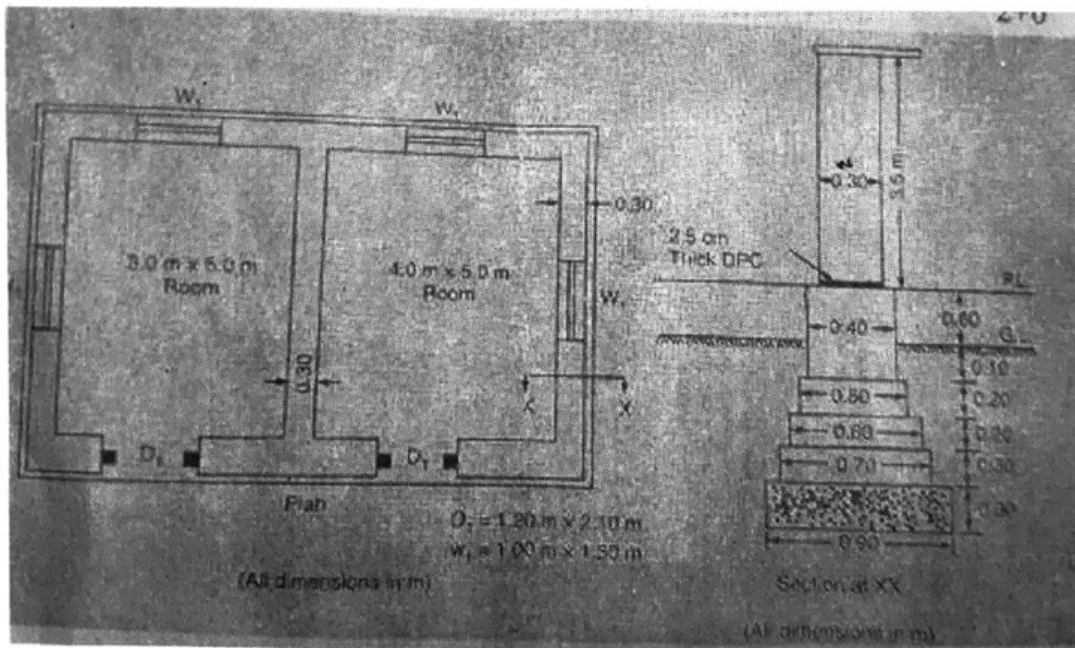 W₁
W₁
0.30
3.0 m x 5.0 m
Room
4.0 m x 5.0 m
Room
W₁
0.30
X X
D₁
D₁
Plan
D₁ = 1.20 m x 2.10 m
w₁ = 1.00 m x 1.30 m
(All dimensions in m)
0.30
3.5 m
2.5 cm
Thick DPC
P.L.
0.60
0.40
G.L.
0.10
0.50
0.20
0.60
0.20
0.70
0.30
0.30
0.90
Section at XX
(All dimensions in m)